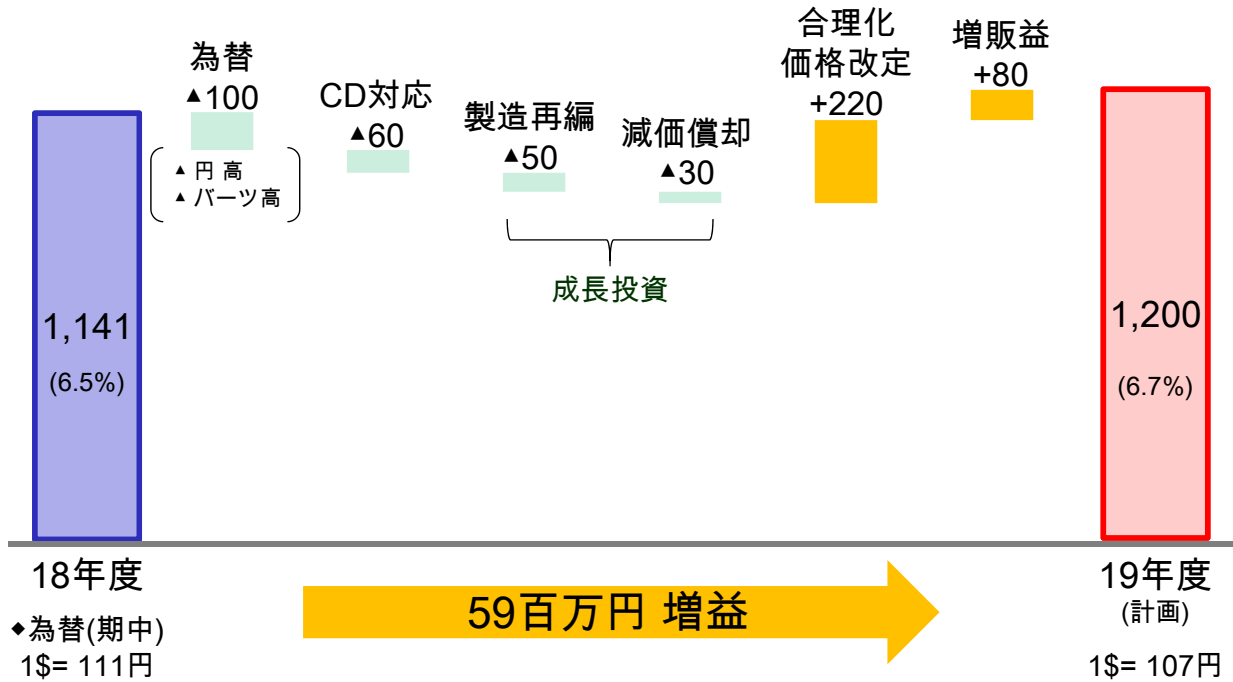 為替
▲100
▲ 円 高
▲ バーツ高
CD対応
▲60
製造再編
▲50
減価償却
▲30
成長投資
合理化
価格改定
+220
増販益
+80
1,141
(6.5%)
1,200
(6.7%)
18年度
◆為替(期中)
1$= 111円
59百万円 増益
19年度
(計画)
1$= 107円